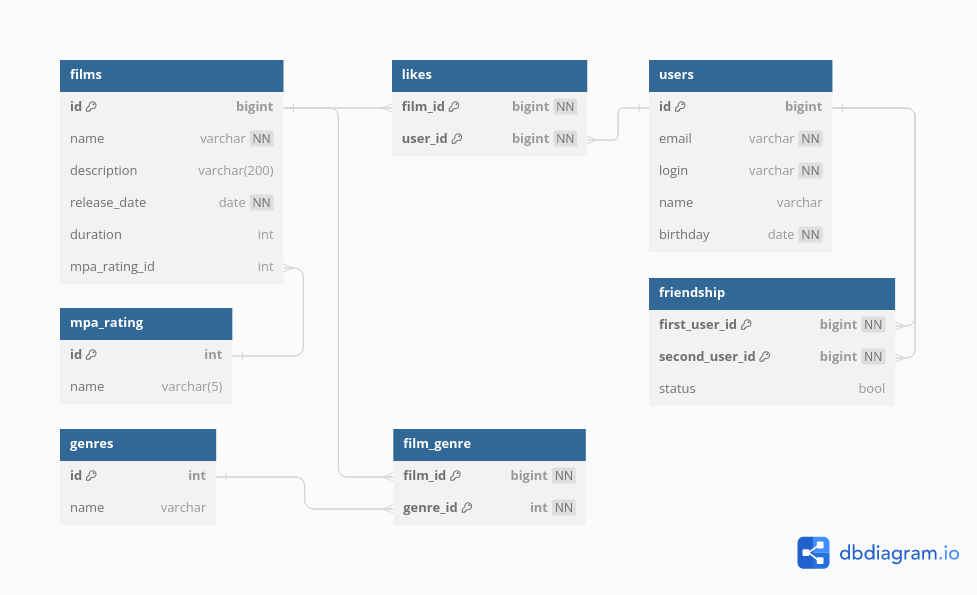 films
id bigint
name varchar NN
description varchar(200)
release_date date NN
duration int
mpa_rating_id int
likes
film_id bigint NN
user_id bigint NN
users
id bigint
email varchar NN
login varchar NN
name varchar
birthday date NN
friendship
first_user_id bigint NN
second_user_id bigint NN
status bool
mpa_rating
id int
name varchar(5)
genres
id int
name varchar
film_genre
film_id bigint NN
genre_id int NN
dbdiagram.io